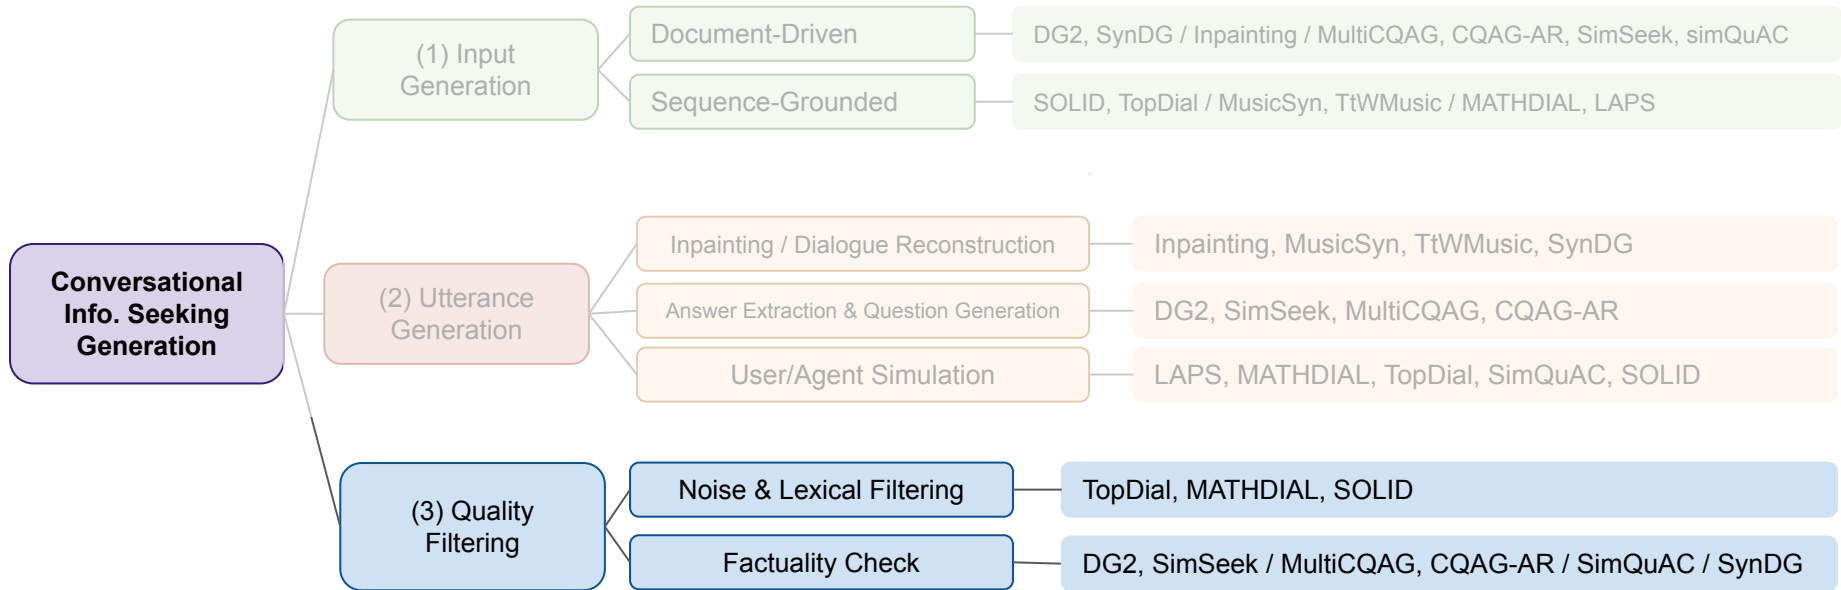 (1) Input
Generation
Document-Driven
DG2, SynDG / Inpainting / MultiCQAG, CQAG-AR, SimSeek, simQuAC
Sequence-Grounded
SOLID, TopDial / MusicSyn, TtWMusic / MATHDIAL, LAPS
Conversational
Info. Seeking
Generation
(2) Utterance
Generation
Inpainting / Dialogue Reconstruction
Inpainting, MusicSyn, TtWMusic, SynDG
Answer Extraction & Question Generation
DG2, SimSeek, MultiCQAG, CQAG-AR
User/Agent Simulation
LAPS, MATHDIAL, TopDial, SimQuAC, SOLID
(3) Quality
Filtering
Noise & Lexical Filtering
TopDial, MATHDIAL, SOLID
Factuality Check
DG2, SimSeek / MultiCQAG, CQAG-AR / SimQuAC / SynDG